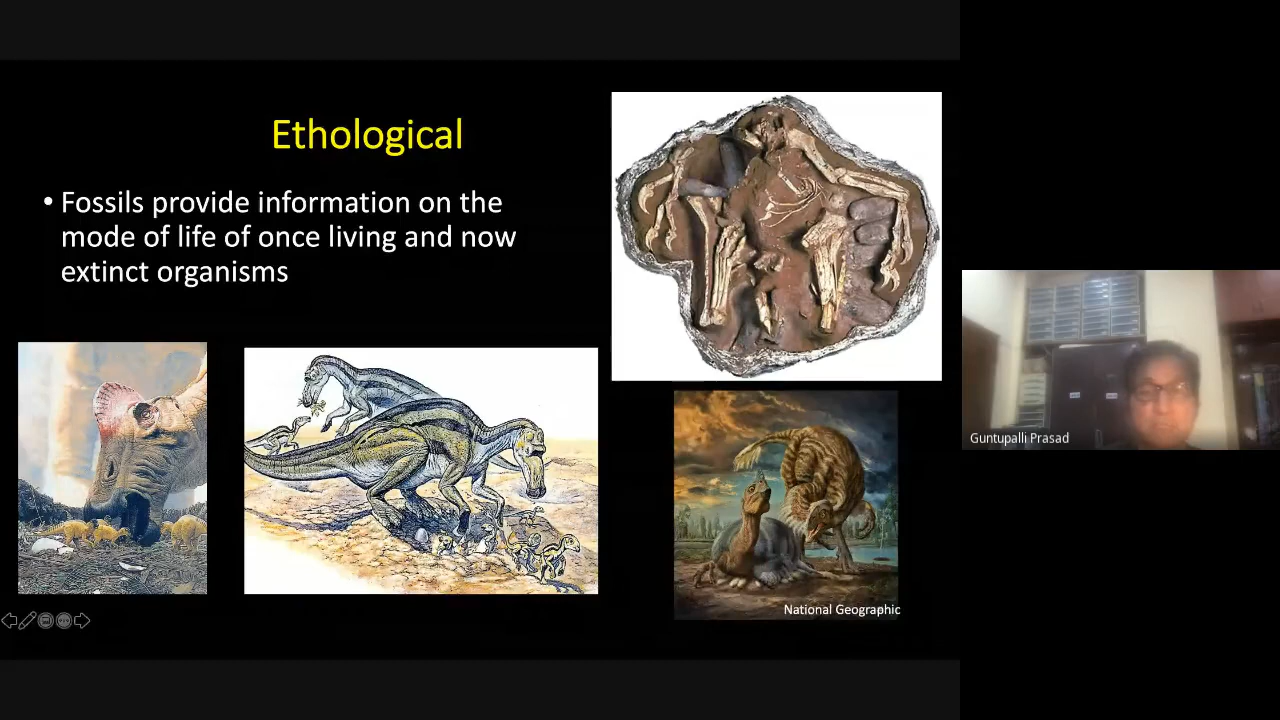 Ethological
• Fossils provide information on the
mode of life of once living and now
extinct organisms
National Geographic
Guntupalli Prasad